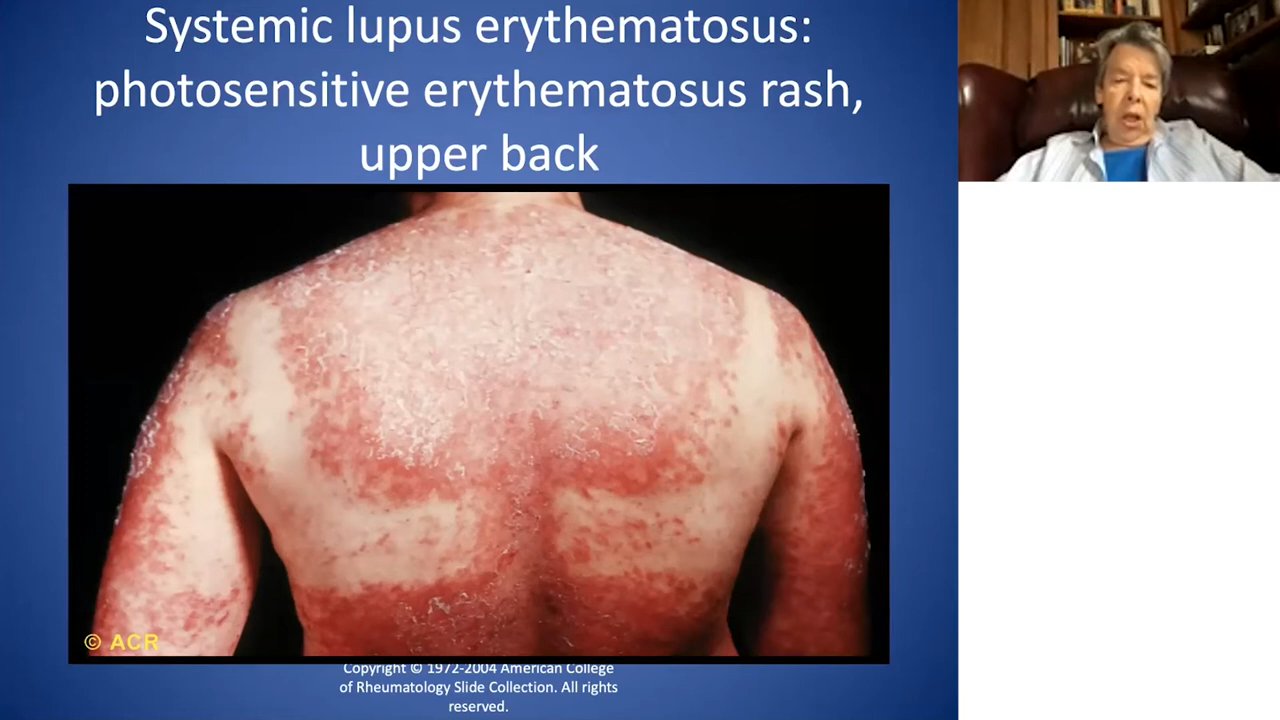 Systemic lupus erythematosus:
photosensitive erythematosus rash,
upper back
© ACR
Copyright © 1972-2004 American College
of Rheumatology Slide Collection. All rights
reserved.